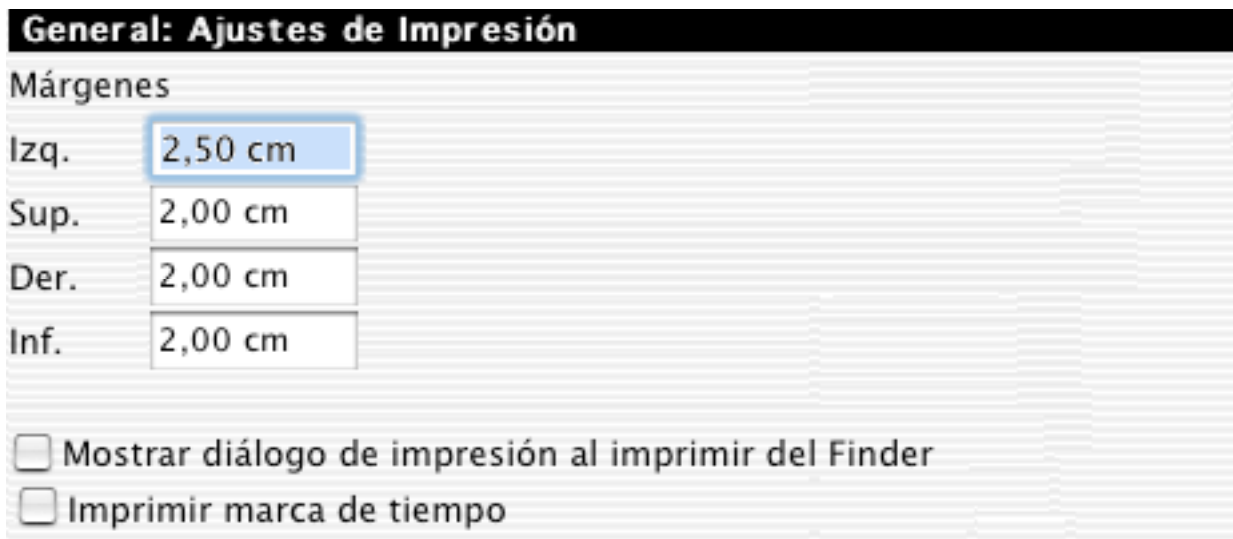 General: Ajustes de Impresión
Márgenes
Izq. 2,50 cm
Sup. 2,00 cm
Der. 2,00 cm
Inf. 2,00 cm
Mostrar diálogo de impresión al imprimir del Finder
Imprimir marca de tiempo